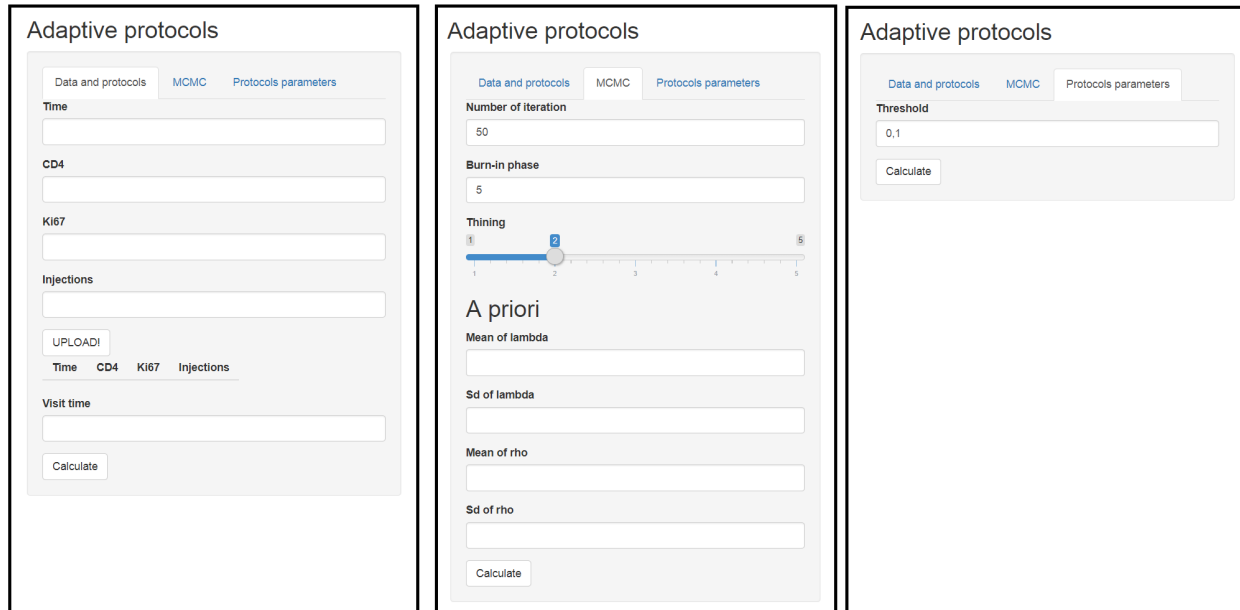 Adaptive protocols
Data and protocols MCMC Protocols parameters
Time
CD4
Ki67
Injections
UPLOAD!
Time CD4 Ki67 Injections
Visit time
Calculate
Adaptive protocols
Data and protocols MCMC Protocols parameters
Number of iteration
50
Burn-in phase
5
Thining
1 2 5
1 2 3 4 5
A priori
Mean of lambda
Sd of lambda
Mean of rho
Sd of rho
Calculate
Adaptive protocols
Data and protocols MCMC Protocols parameters
Threshold
0,1
Calculate